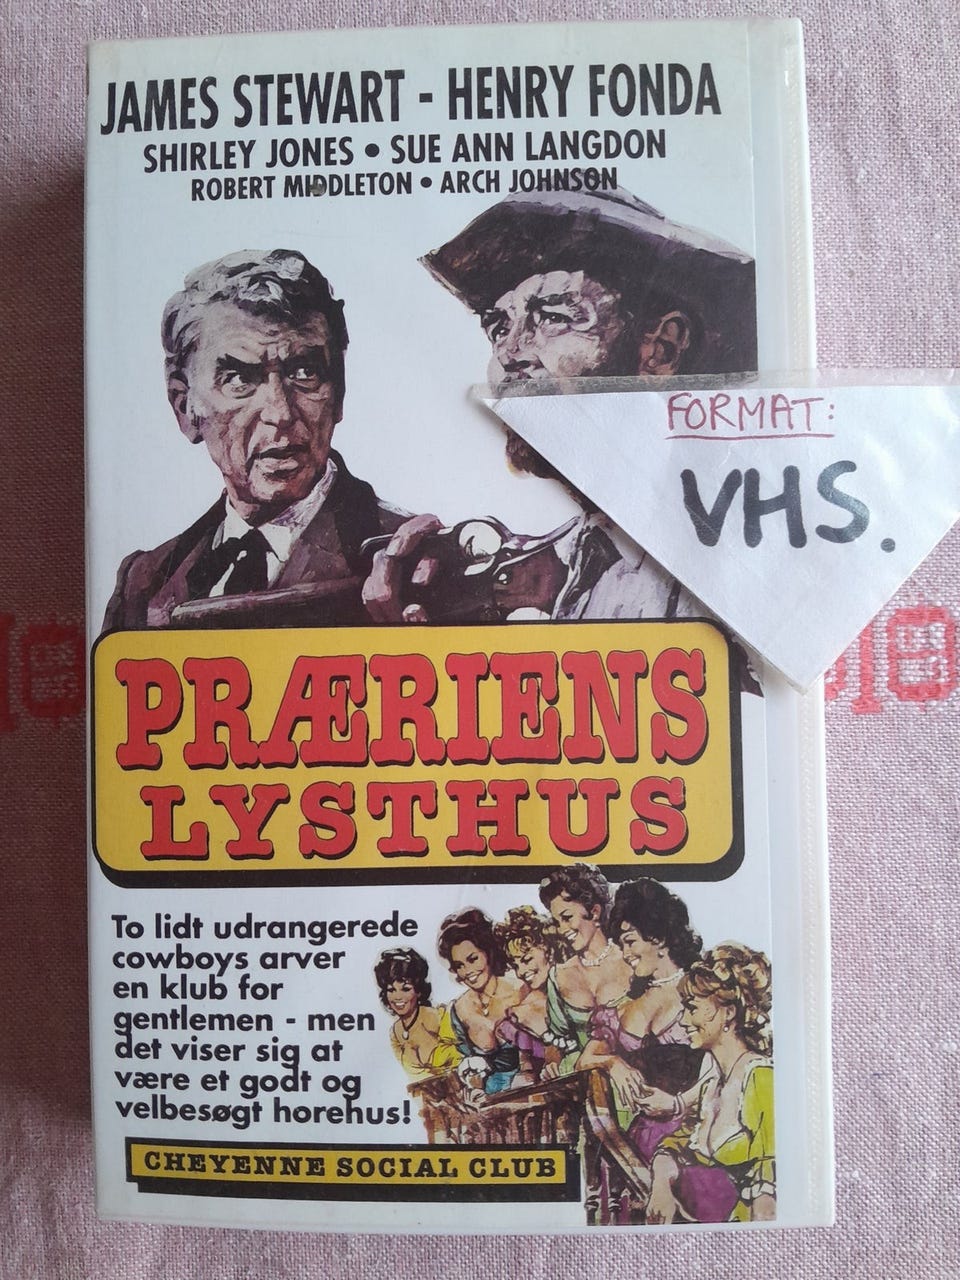 JAMES STEWART - HENRY FONDA
SHIRLEY JONES • SUE ANN LANGDON
ROBERT MIDDLETON • ARCH JOHNSON
FORMAT:
VHS.
PRÆRIENS
LYSTHUS
To lidt udrangerede
cowboys arver
en klub for
gentlemen - men
det viser sig at
være et godt og
velbesøgt horehus!
CHEYENNE SOCIAL CLUB